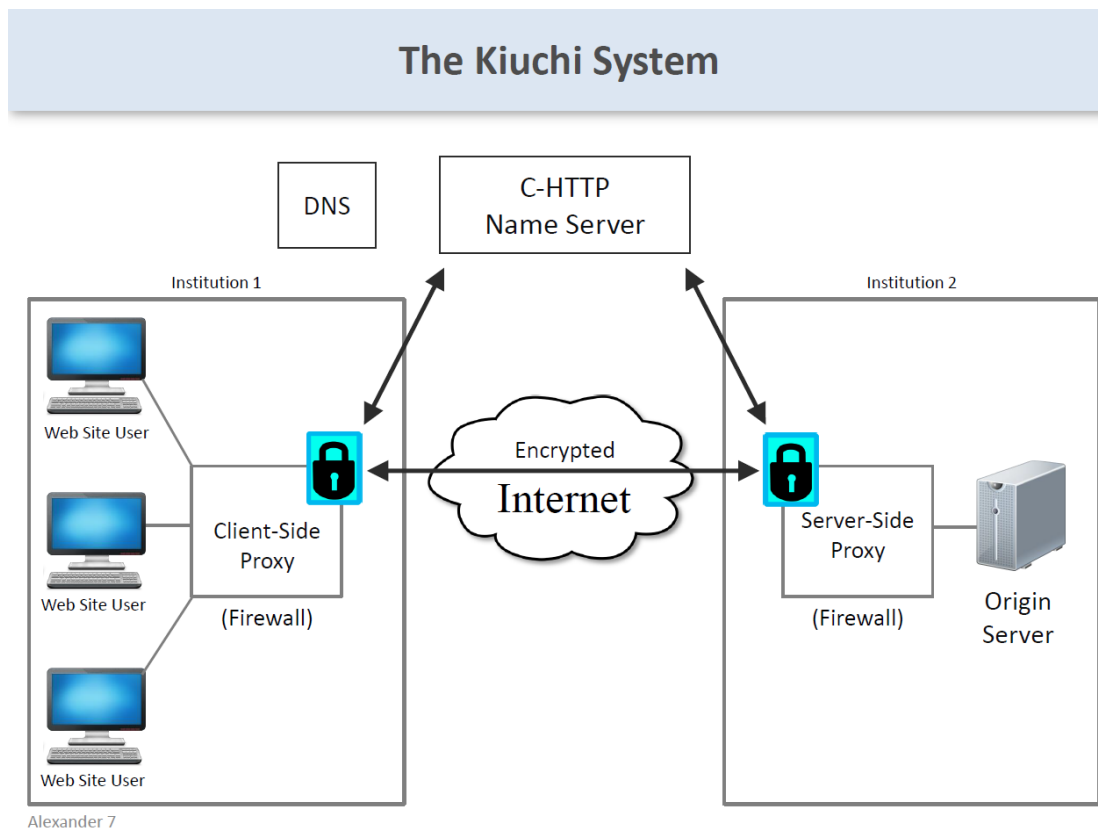 The Kiuchi System
DNS
C-HTTP
Name Server
Institution 1
Institution 2
Web Site User
Encrypted
Internet
Client-Side
Proxy
Server-Side
Proxy
Web Site User
(Firewall)
(Firewall)
Origin
Server
Web Site User
Alexander 7